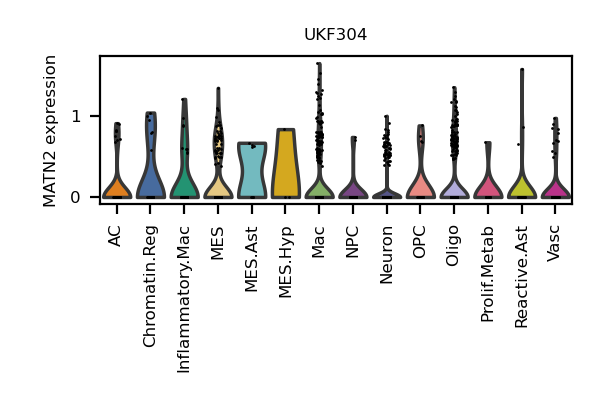 UKF304
MATN2 expression
1
0
AC
Chromatin.Reg
Inflammatory.Mac
MES
MES.Ast
MES.Hyp
Mac
NPC
Neuron
OPC
Oligo
Prolif.Metab
Reactive.Ast
Vasc